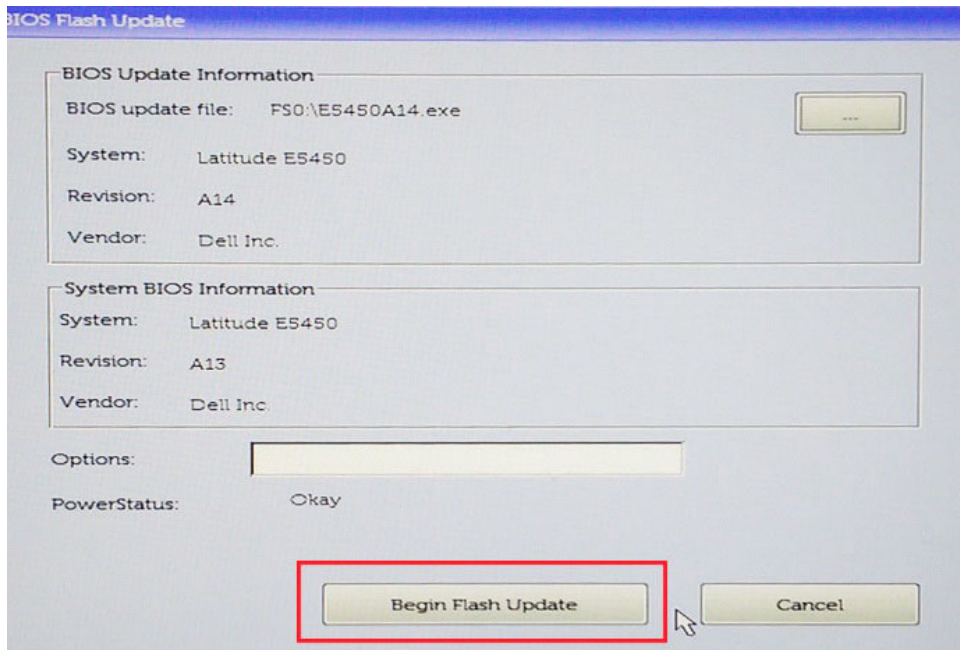 BIOS Flash Update
BIOS Update Information
BIOS update file: FS0:\E5450A14.exe
...
System: Latitude E5450
Revision: A14
Vendor: Dell Inc.
System BIOS Information
System: Latitude E5450
Revision: A13
Vendor: Dell Inc.
Options:
PowerStatus: Okay
Begin Flash Update
Cancel